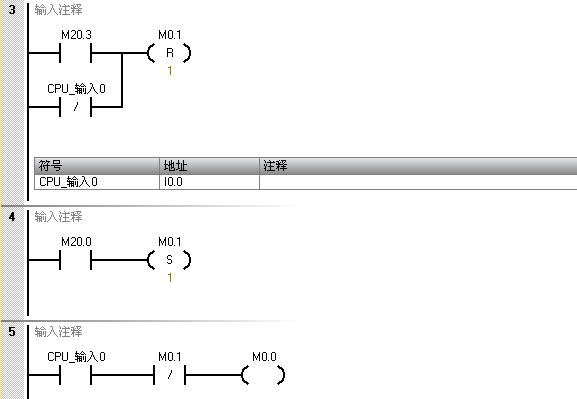 3 输入注释
M20.3 M0.1
R
1
CPU_输入0
/
符号 地址 注释
CPU_输入0 I0.0
4 输入注释
M20.0 M0.1
S
1
5 输入注释
CPU_输入0 M0.1 M0.0
/